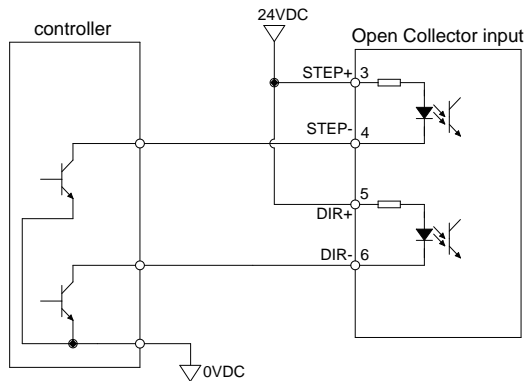 24VDC
controller
Open Collector input
STEP+ 3
STEP- 4
5
DIR+
DIR- 6
0VDC